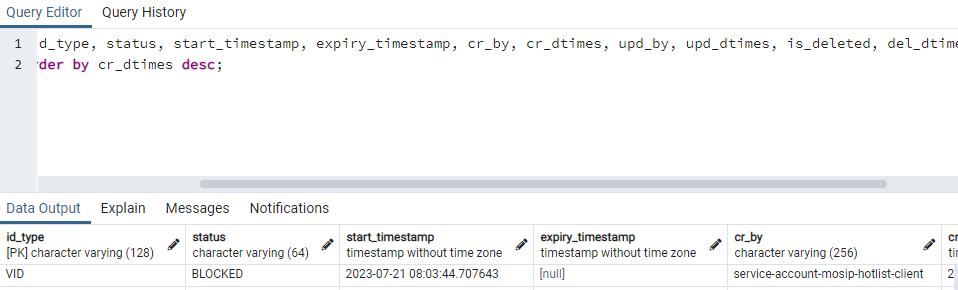 Query Editor Query History
1 d_type, status, start_timestamp, expiry_timestamp, cr_by, cr_dtimes, upd_by, upd_dtimes, is_deleted, del_dtime
2 der by cr_dtimes desc;
Data Output Explain Messages Notifications
id_type status start_timestamp expiry_timestamp cr_by cr
[PK] character varying (128) character varying (64) timestamp without time zone timestamp without time zone character varying (256) tin
VID BLOCKED 2023-07-21 08:03:44.707643 [null] service-account-mosip-hotlist-client 2